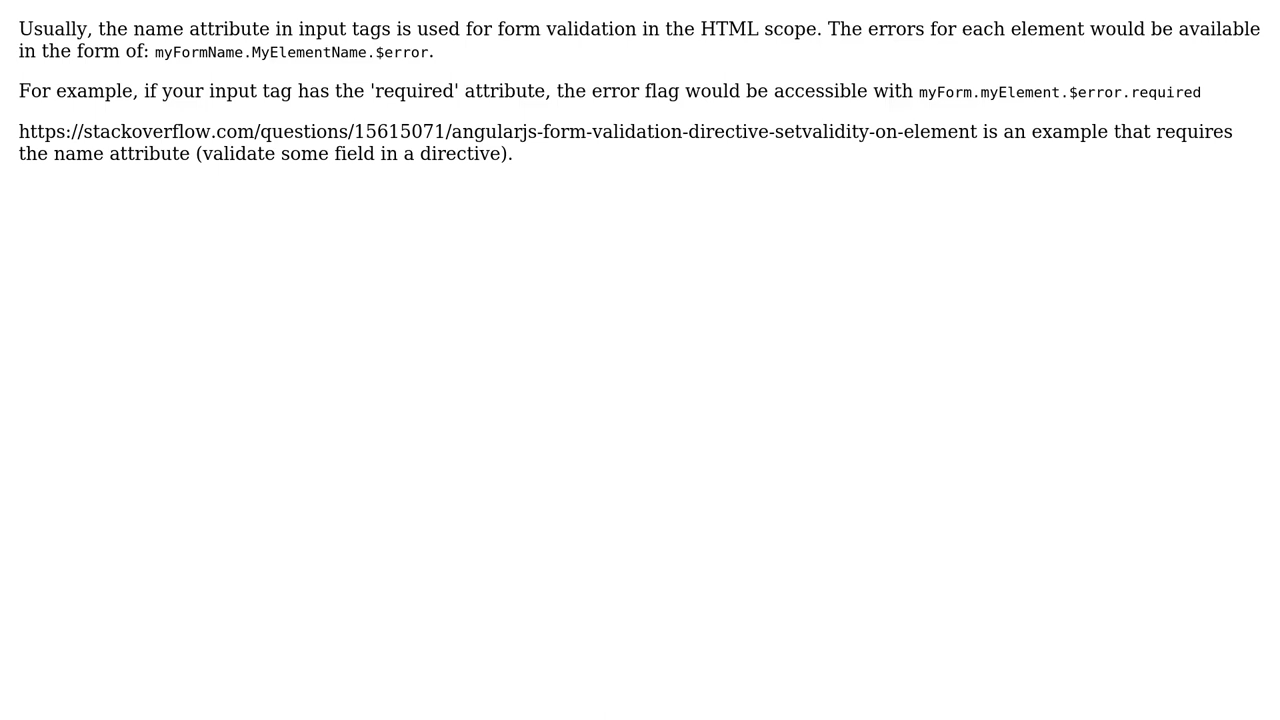 Usually, the name attribute in input tags is used for form validation in the HTML scope. The errors for each element would be available
in the form of: myFormName.MyElementName.$error.
For example, if your input tag has the 'required' attribute, the error flag would be accessible with myForm.myElement.$error.required
https://stackoverflow.com/questions/15615071/angularjs-form-validation-directive-setvalidity-on-element is an example that requires
the name attribute (validate some field in a directive).